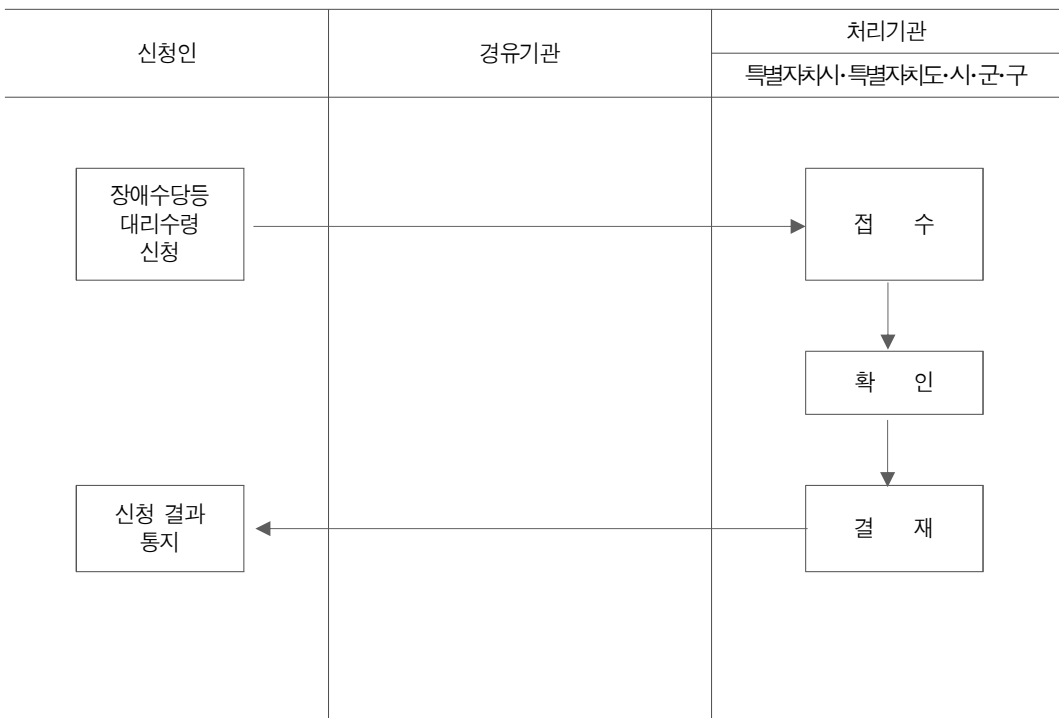 신청인
경유기관
처리기관
특별자치시·특별자치도·시·군·구
장애수당등
대리수령
신청
접 수
확 인
신청 결과
통지
결 재